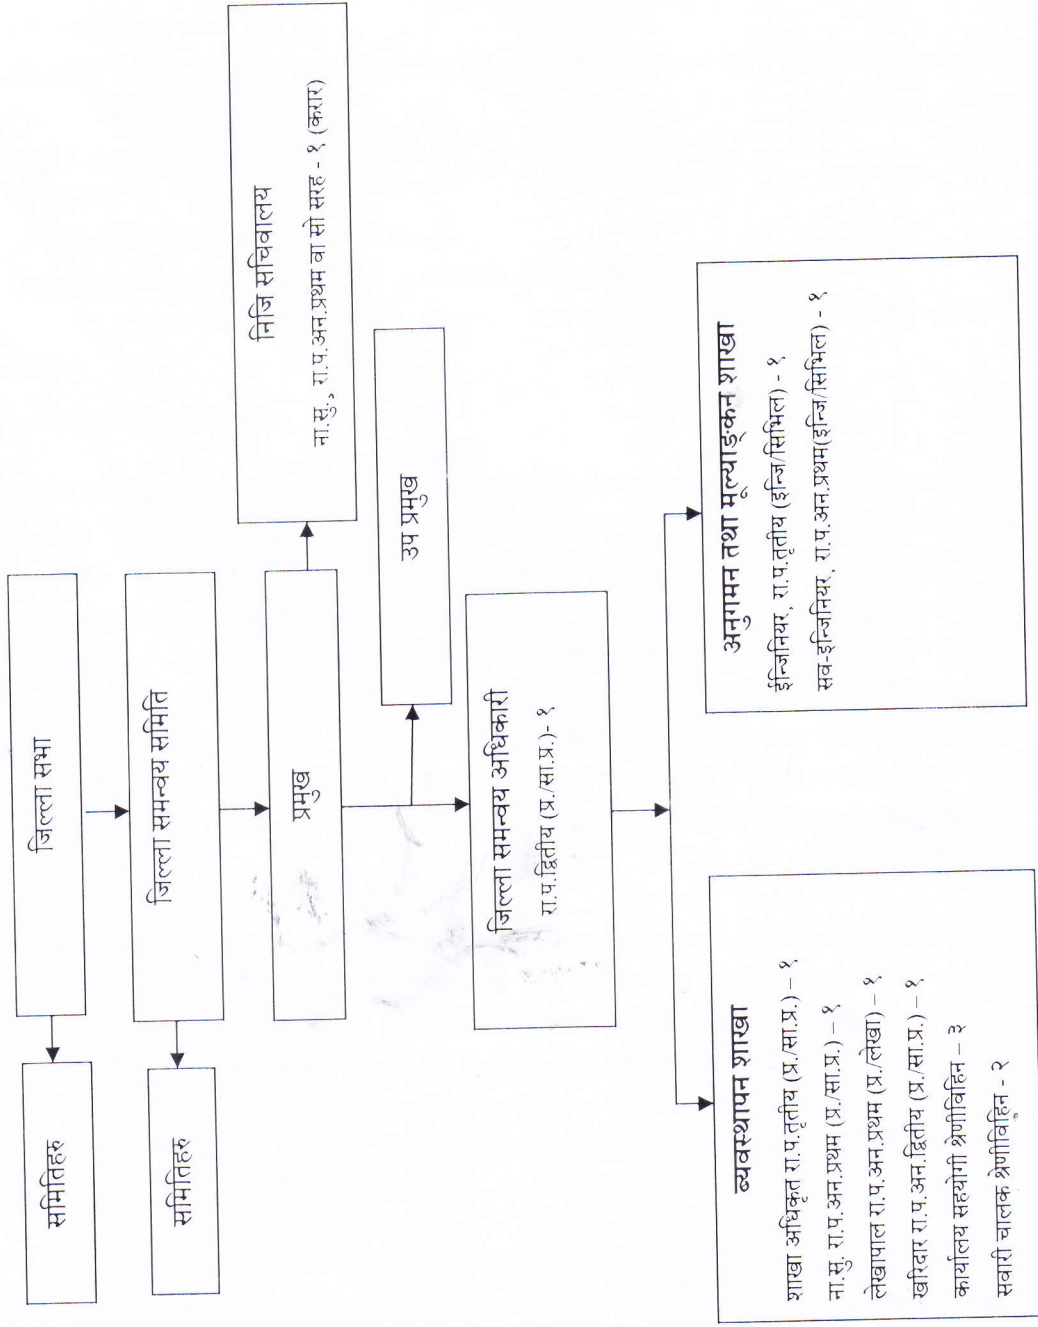 जिल्ला सभा
समितिहरु
जिल्ला समन्वय समिति
समितिहरु
प्रमुख
निजि सचिवालय
ना.सु., रा.प.अन.प्रथम वा सो सरह - १ (करार)
उप प्रमुख
जिल्ला समन्वय अधिकारी
रा.प.द्वितीय (प्र./सा.प्र.)- १
ब्यवस्थापन शाखा
शाखा अधिकृत रा.प.तृतीय (प्र./सा.प्र.) – १
ना.सु. रा.प.अन.प्रथम (प्र./सा.प्र.) – १
लेखापाल रा.प.अन.प्रथम (प्र./लेखा) – १
खरिदार रा.प.अन.द्वितीय (प्र./सा.प्र.) – १
कार्यालय सहयोगी श्रेणीविहिन – ३
सवारी चालक श्रेणीविहिन - २
अनुगमन तथा मूल्याङ्कन शाखा
ईन्जिनियर, रा.प.तृतीय (इन्जि/सिभिल) - १
सव-इन्जिनियर, रा.प.अन.प्रथम(इन्जि/सिभिल) - १